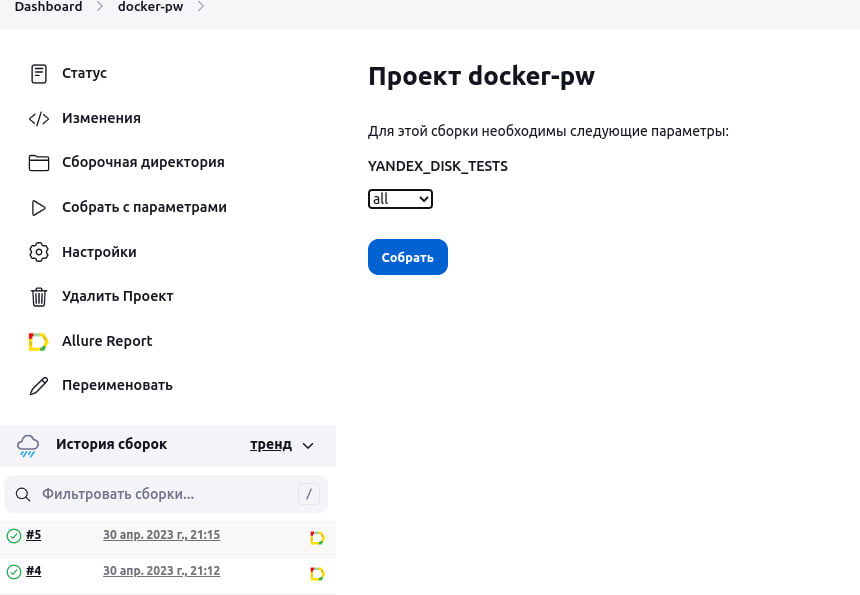 Dashboard docker-pw
Статус
Изменения
Сборочная директория
Собрать с параметрами
Настройки
Удалить Проект
Allure Report
Переименовать
История сборок тренд
Фильтровать сборки... /
#5 30 апр. 2023 г., 21:15
#4 30 апр. 2023 г., 21:12
Проект docker-pw
Для этой сборки необходимы следующие параметры:
YANDEX_DISK_TESTS
all
Собрать